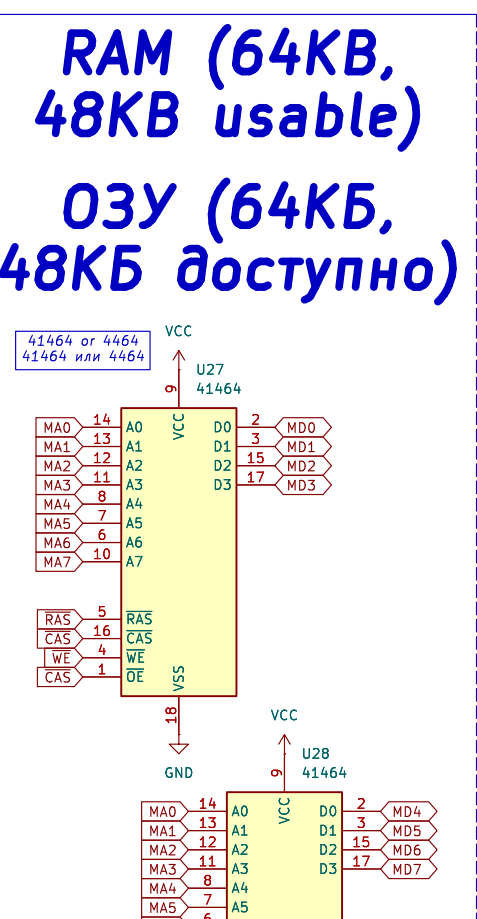 RAM (64KB,
48KB usable)
ОЗУ (64КБ,
48КБ доступно)
41464 or 4464
41464 или 4464
VCC
9
U27
41464
VCC
MA0 14 A0 D0 2 MD0
MA1 13 A1 D1 3 MD1
MA2 12 A2 D2 15 MD2
MA3 11 A3 D3 17 MD3
MA4 8 A4
MA5 7 A5
MA6 6 A6
MA7 10 A7
RAS 5 RAS
CAS 16 CAS
WE 4 WE
CAS 1 OE
VSS
18
GND
VCC
9
U28
41464
VCC
MA0 14 A0 D0 2 MD4
MA1 13 A1 D1 3 MD5
MA2 12 A2 D2 15 MD6
MA3 11 A3 D3 17 MD7
MA4 8 A4
MA5 7 A5